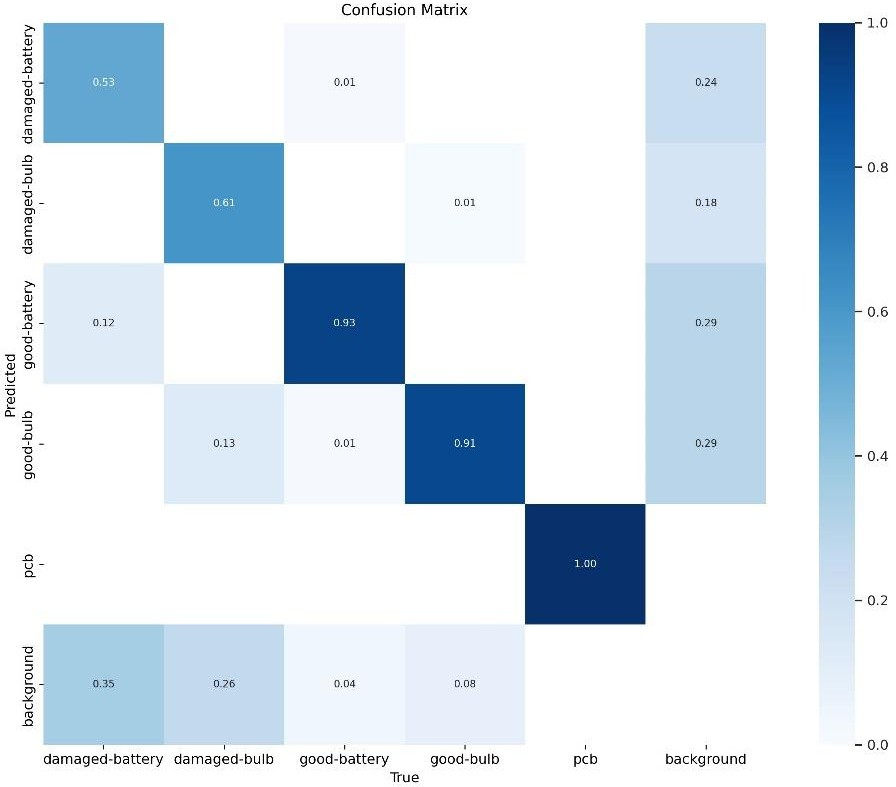 Confusion Matrix
damaged-battery
0.53
0.01
0.24
damaged-bulb
0.61
0.01
0.18
good-battery
0.12
0.93
0.29
good-bulb
0.13
0.01
0.91
0.29
pcb
1.00
background
0.35
0.26
0.04
0.08
Predicted
damaged-battery damaged-bulb good-battery good-bulb pcb background
True
1.0
0.8
0.6
0.4
0.2
0.0